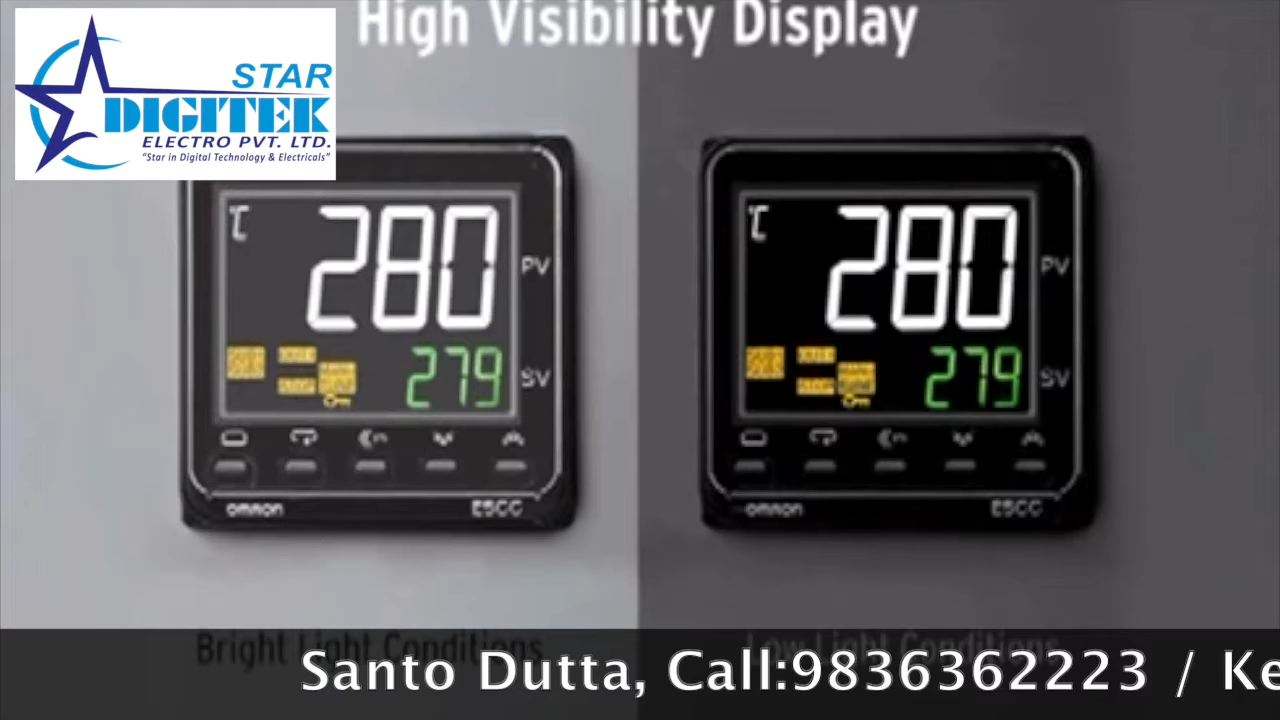 High Visibility Display
STAR
DIGITEK
ELECTRO PVT. LTD.
“Star in Digital Technology & Electricals”
℃
280
PV
279
SV
OMRON
E5CC
℃
280
PV
279
SV
OMRON
E5CC
Bright Light Conditions
Low Light Conditions
Santo Dutta, Call:9836362223 / Ke